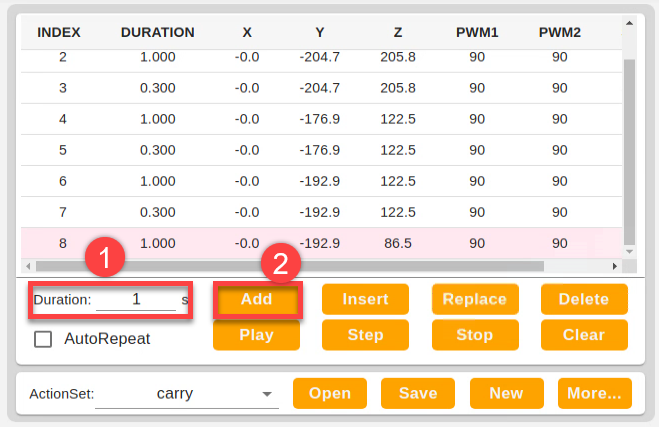 INDEX DURATION X Y Z PWM1 PWM2
2 1.000 -0.0 -204.7 205.8 90 90
3 0.300 -0.0 -204.7 205.8 90 90
4 1.000 -0.0 -176.9 122.5 90 90
5 0.300 -0.0 -176.9 122.5 90 90
6 1.000 -0.0 -192.9 122.5 90 90
7 0.300 -0.0 -192.9 122.5 90 90
8 1.000 -0.0 -192.9 86.5 90 90
1 2
Duration: 1 s Add Insert Replace Delete
AutoRepeat Play Step Stop Clear
ActionSet: carry Open Save New More...